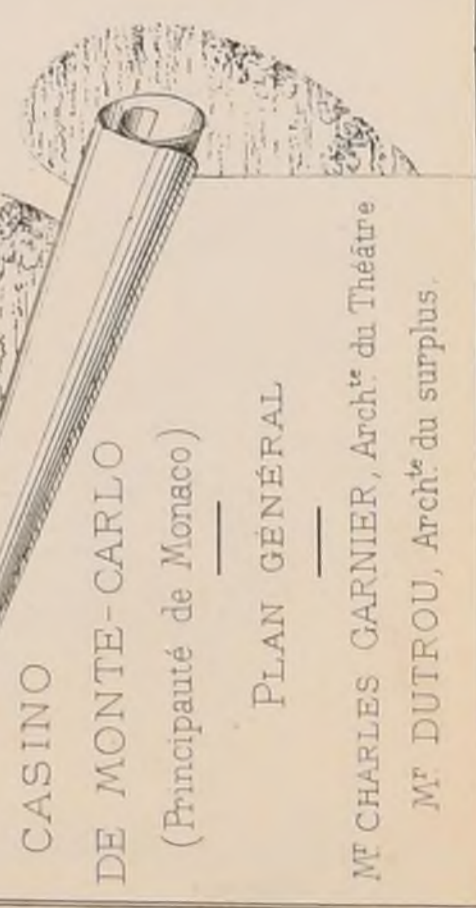 CASINO
DE MONTE-CARLO
(Principauté de Monaco)
PLAN GÉNÉRAL
Mr CHARLES GARNIER, Archte. du Théâtre
Mr DUTROU, Archte. du surplus.